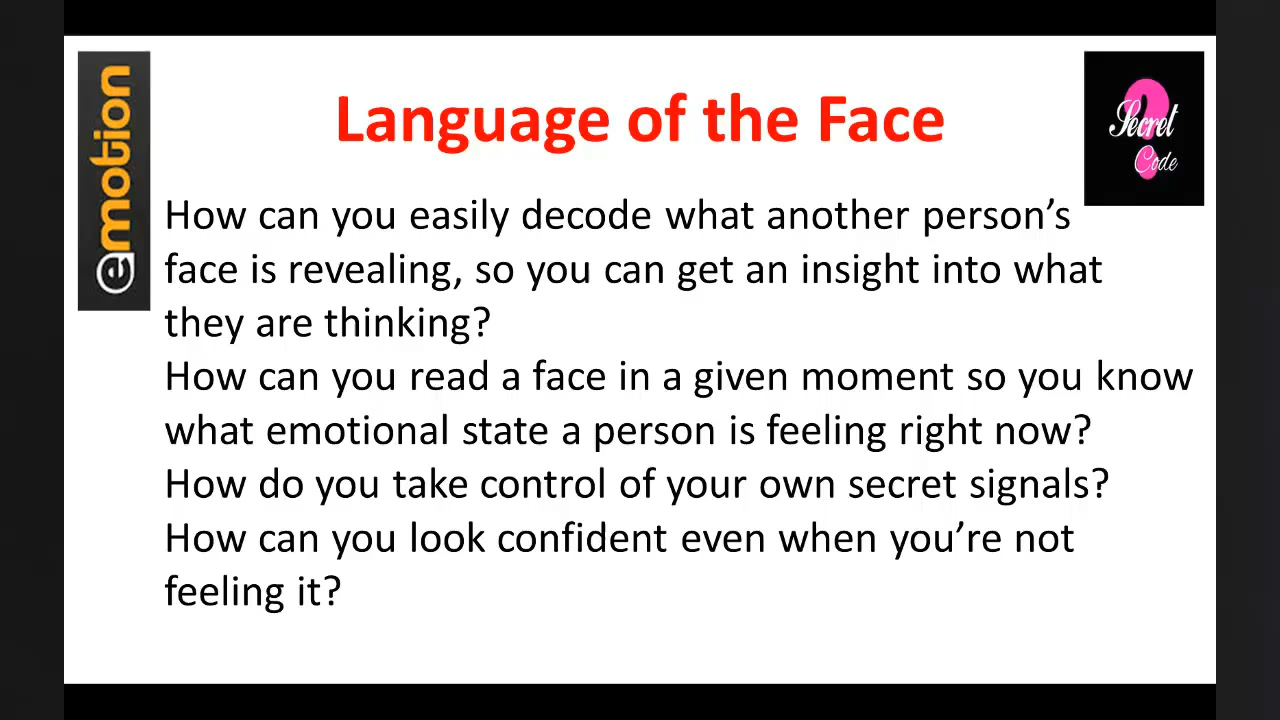 emotion
Language of the Face
Secret
Code
How can you easily decode what another person’s
face is revealing, so you can get an insight into what
they are thinking?
How can you read a face in a given moment so you know
what emotional state a person is feeling right now?
How do you take control of your own secret signals?
How can you look confident even when you’re not
feeling it?